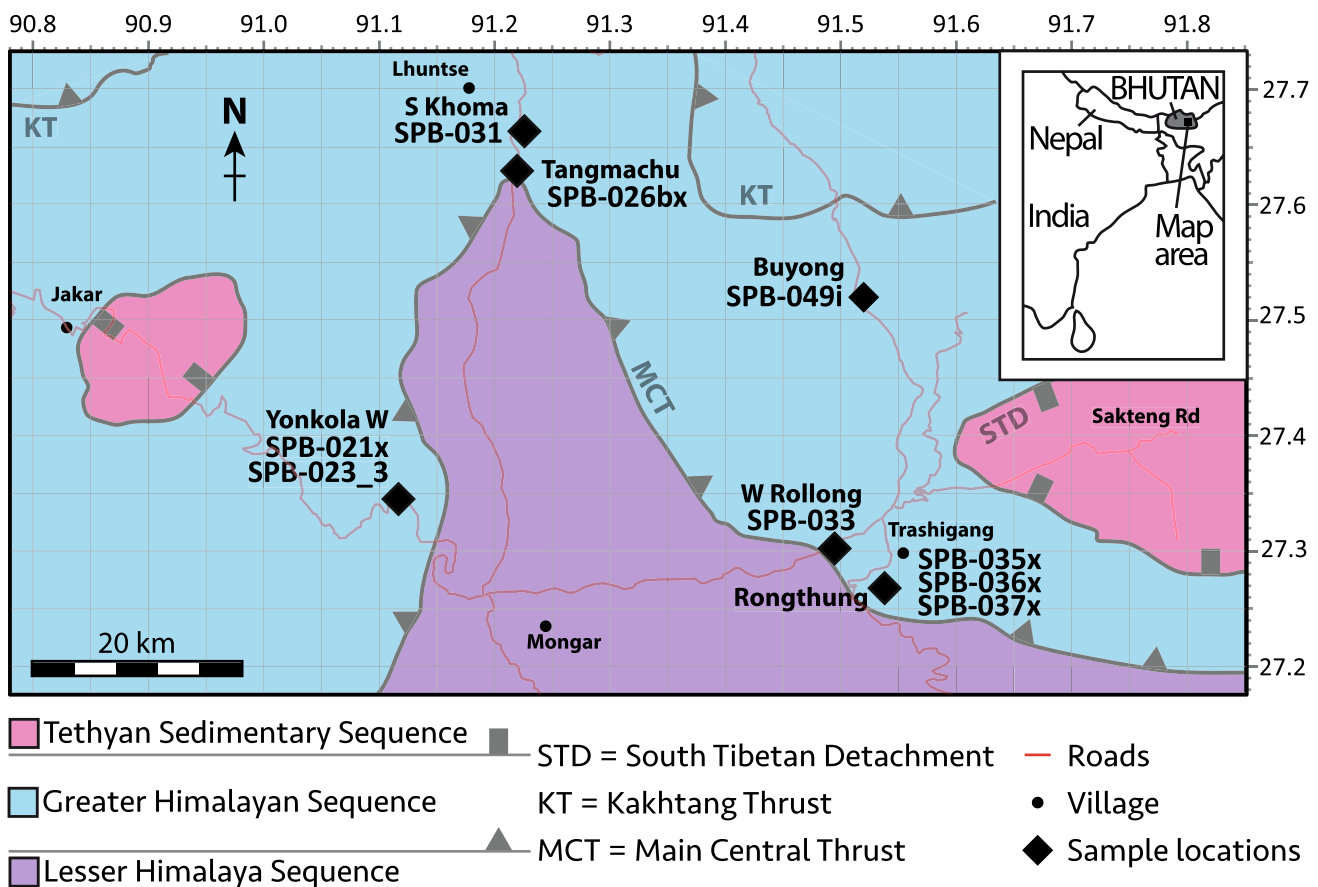 90.8 90.9 91.0 91.1 91.2 91.3 91.4 91.5 91.6 91.7 91.8
Lhuntse
S Khoma
SPB-031
Tangmachu
SPB-026bx
N
KT
KT
Buyong
SPB-049i
Jakar
MCT
Yonkola W
SPB-021x
SPB-023_3
STD
Sakteng Rd
W Rollong
SPB-033
Trashigang
SPB-035x
SPB-036x
SPB-037x
Rongthung
Mongar
20 km
BHUTAN
Nepal
India
Map
area
27.7
27.6
27.5
27.4
27.3
27.2
Tethyan Sedimentary Sequence
Greater Himalayan Sequence
Lesser Himalaya Sequence
STD = South Tibetan Detachment
KT = Kakhtang Thrust
MCT = Main Central Thrust
Roads
Village
Sample locations